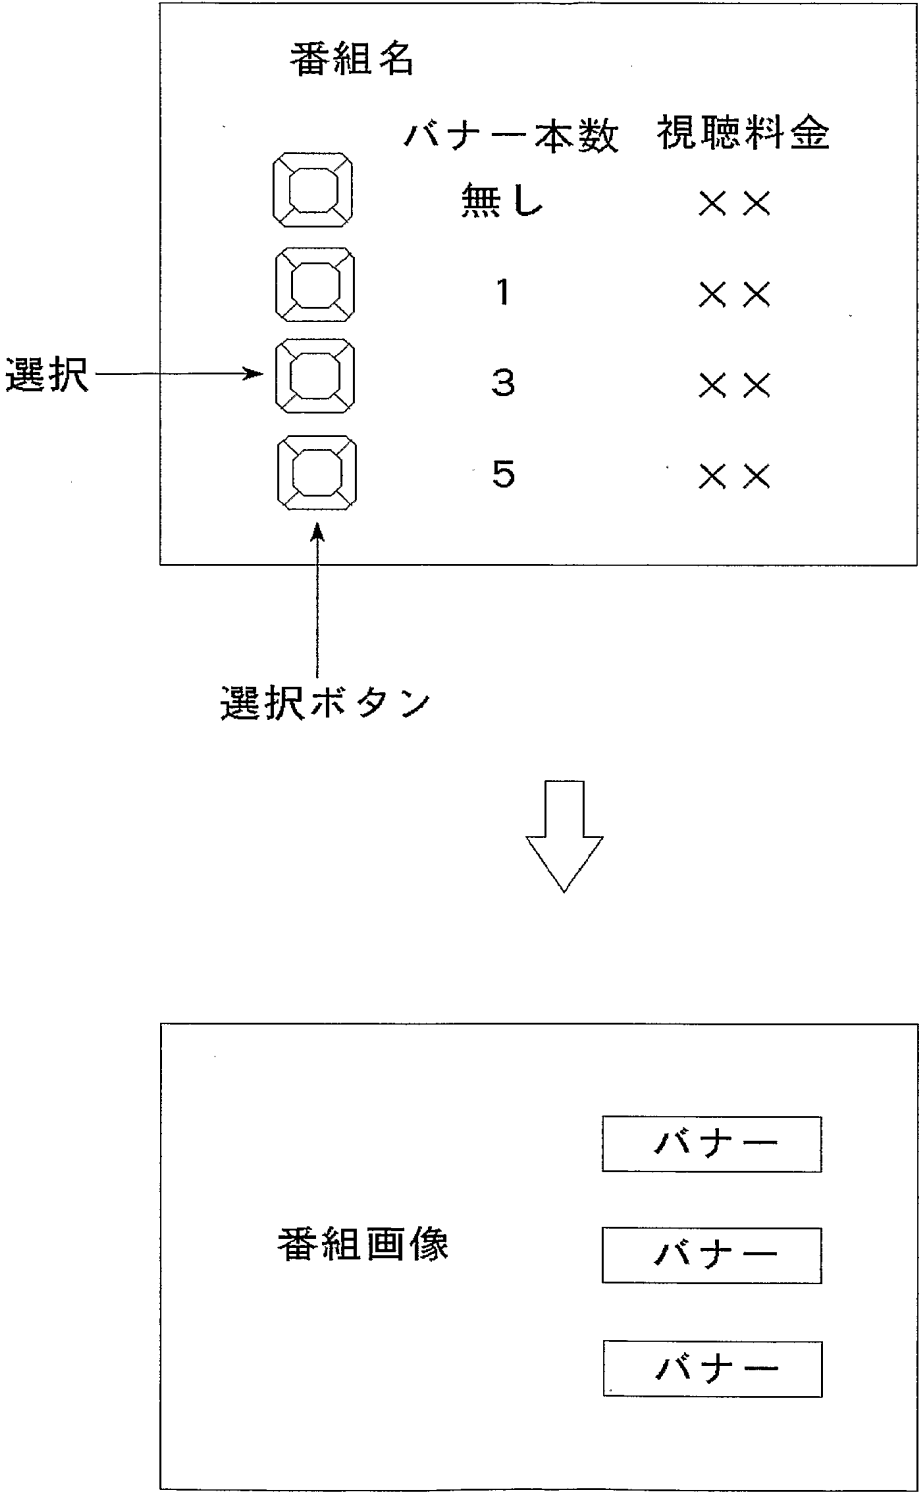 番組名
バナー本数 視聴料金
無し ××
1 ××
選択 3 ××
5 ××
選択ボタン
バナー
番組画像 バナー
バナー